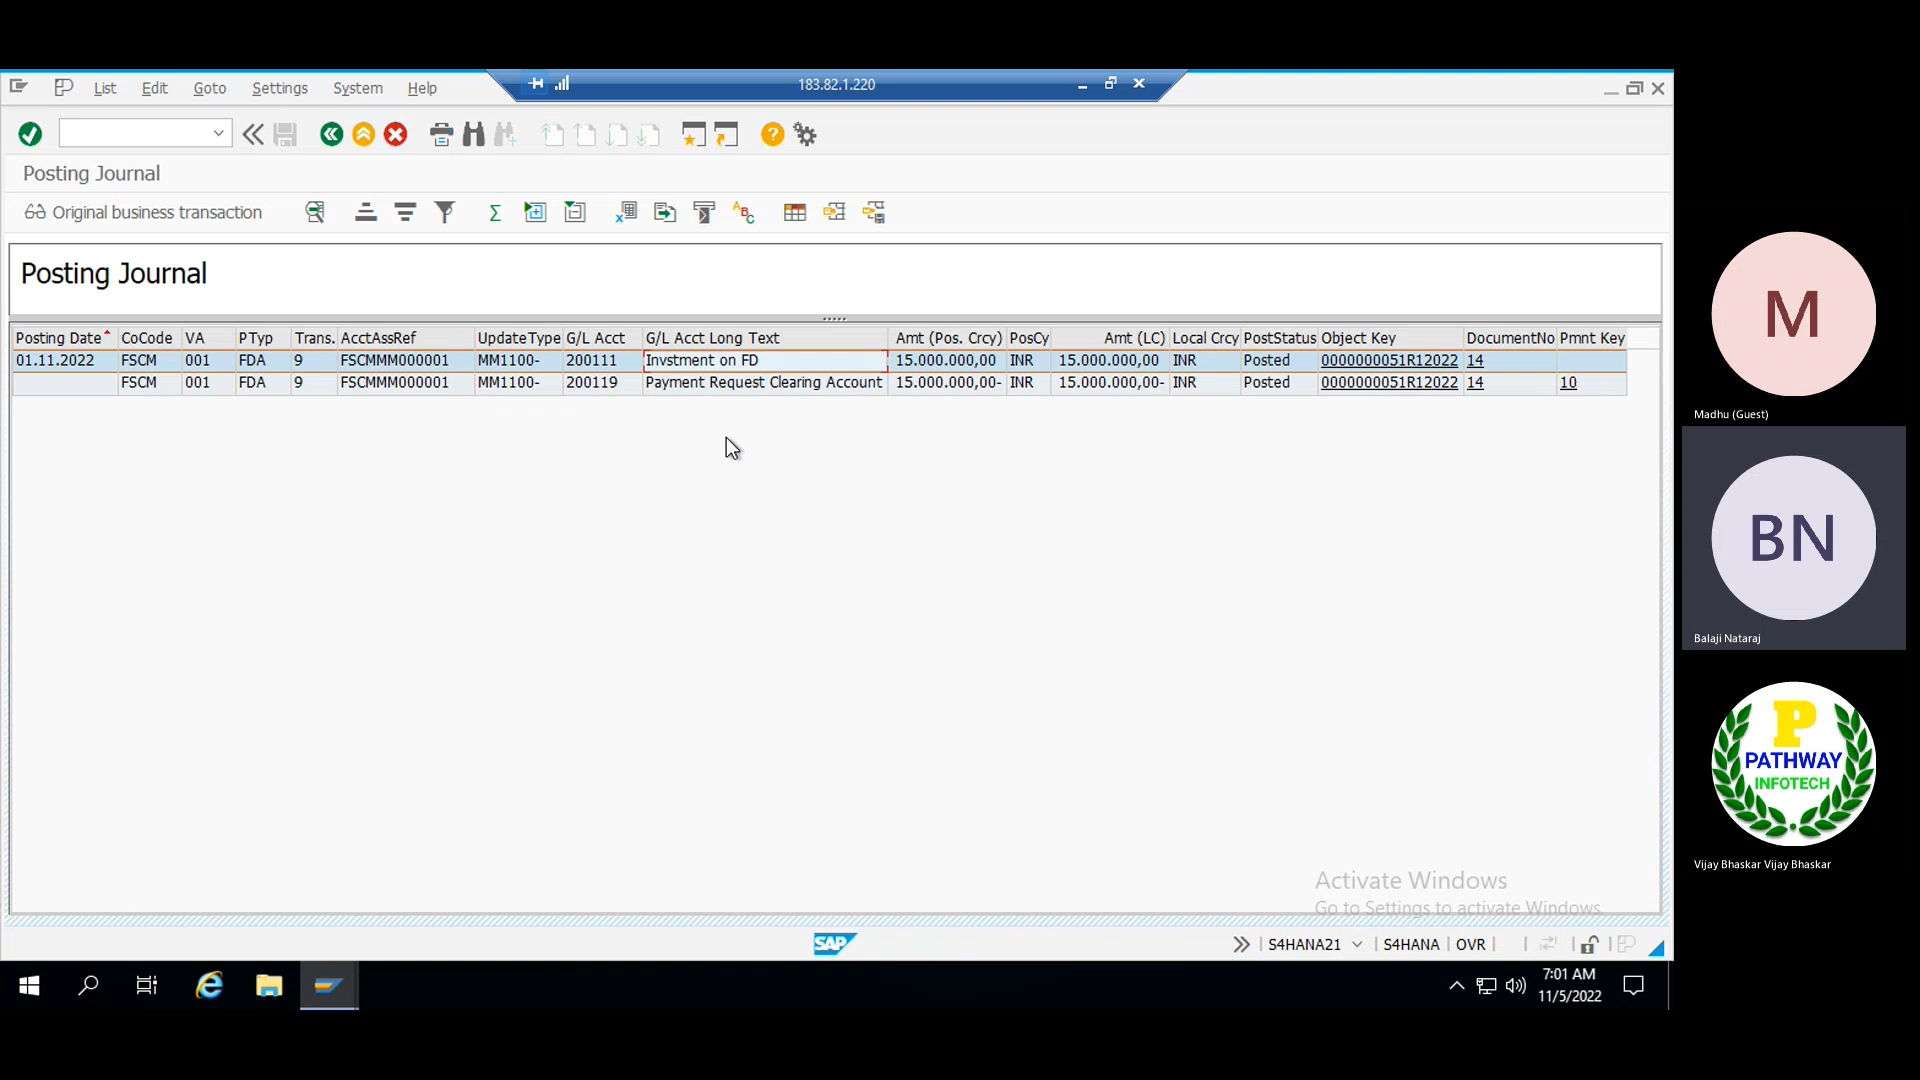 List Edit Goto Settings System Help
183.82.1.220
Posting Journal
Original business transaction
Posting Journal
Posting Date CoCode VA PTyp Trans. AcctAssRef UpdateType G/L Acct G/L Acct Long Text Amt (Pos. Crcy) PosCy Amt (LC) Local Crcy PostStatus Object Key DocumentNo Pmnt Key
01.11.2022 FSCM 001 FDA 9 FSCMMM000001 MM1100- 200111 Invstment on FD 15.000.000,00 INR 15.000.000,00 INR Posted 0000000051R12022 14
FSCM 001 FDA 9 FSCMMM000001 MM1100- 200119 Payment Request Clearing Account 15.000.000,00- INR 15.000.000,00- INR Posted 0000000051R12022 14 10
Activate Windows
Go to Settings to activate Windows.
SAP S4HANA21 S4HANA OVR
7:01 AM
11/5/2022
M
Madhu (Guest)
BN
Balaji Nataraj
P
PATHWAY
INFOTECH
Vijay Bhaskar Vijay Bhaskar